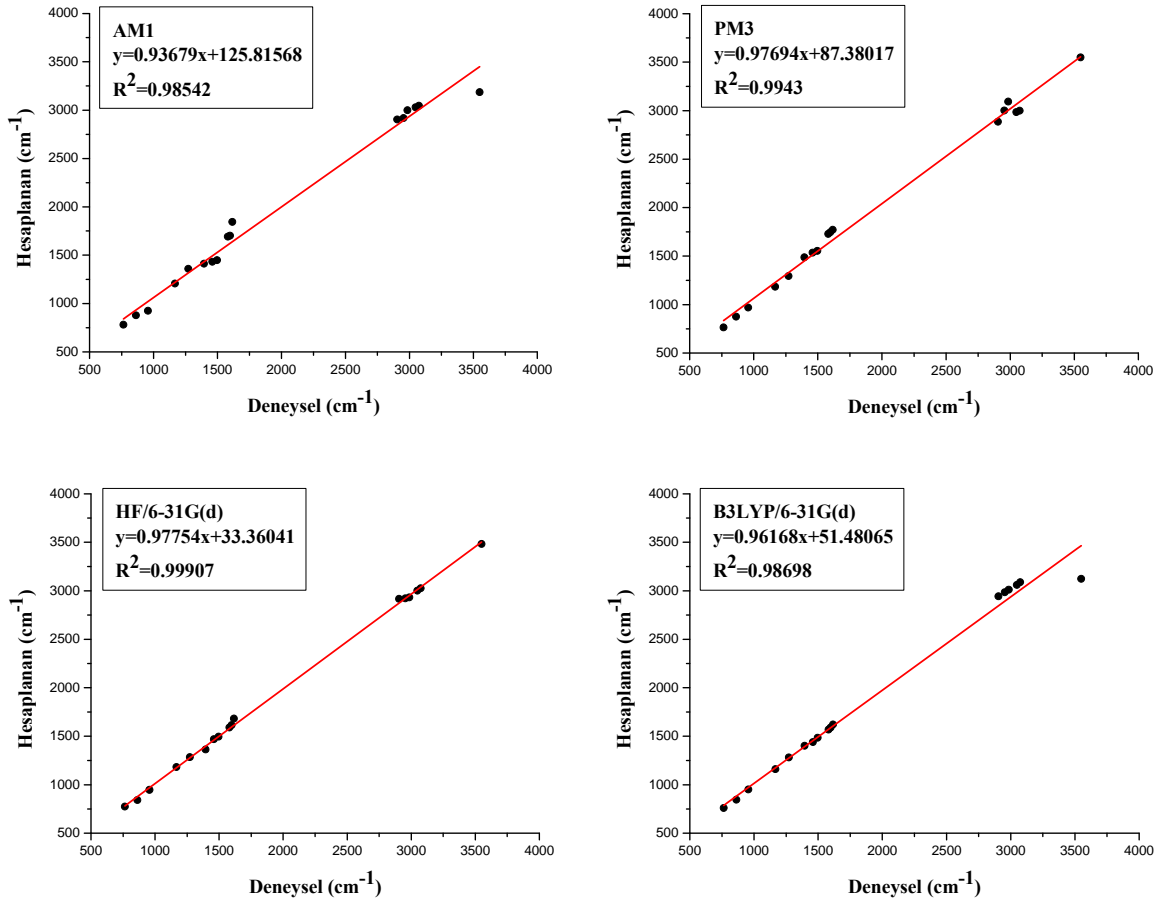 AM1
y=0.93679x+125.81568
R²=0.98542
4000
3500
3000
2500
2000
1500
1000
500
Hesaplanan (cm⁻¹)
500 1000 1500 2000 2500 3000 3500 4000
Deneysel (cm⁻¹)
PM3
y=0.97694x+87.38017
R²=0.9943
4000
3500
3000
2500
2000
1500
1000
500
Hesaplanan (cm⁻¹)
500 1000 1500 2000 2500 3000 3500 4000
Deneysel (cm⁻¹)
HF/6-31G(d)
y=0.97754x+33.36041
R²=0.99907
4000
3500
3000
2500
2000
1500
1000
500
Hesaplanan (cm⁻¹)
500 1000 1500 2000 2500 3000 3500 4000
Deneysel (cm⁻¹)
B3LYP/6-31G(d)
y=0.96168x+51.48065
R²=0.98698
4000
3500
3000
2500
2000
1500
1000
500
Hesaplanan (cm⁻¹)
500 1000 1500 2000 2500 3000 3500 4000
Deneysel (cm⁻¹)